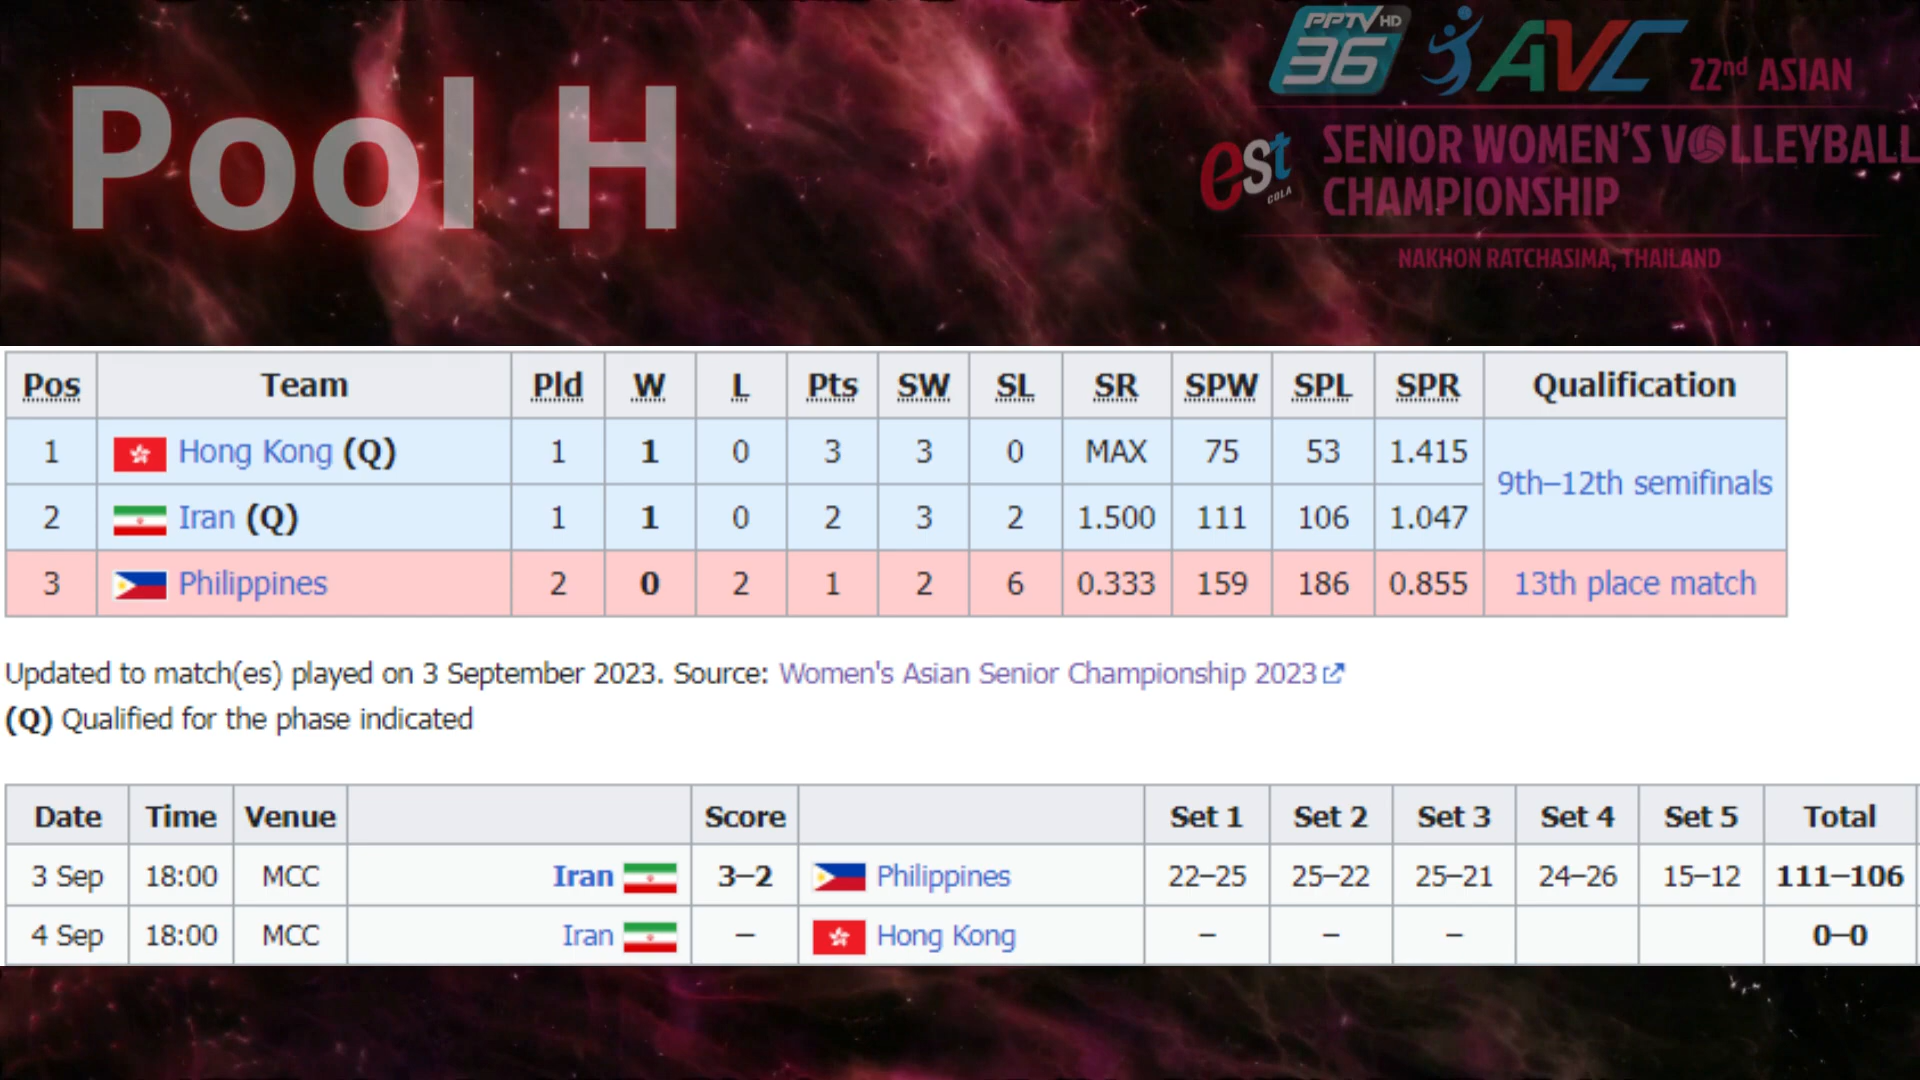 PPTV HD
36
AVC 22nd ASIAN
Pool H
est
COLA
SENIOR WOMEN'S VOLLEYBALL
CHAMPIONSHIP
NAKHON RATCHASIMA, THAILAND
Pos Team Pld W L Pts SW SL SR SPW SPL SPR Qualification
1 Hong Kong (Q) 1 1 0 3 3 0 MAX 75 53 1.415 9th–12th semifinals
2 Iran (Q) 1 1 0 2 3 2 1.500 111 106 1.047
3 Philippines 2 0 2 1 2 6 0.333 159 186 0.855 13th place match
Updated to match(es) played on 3 September 2023. Source: Women's Asian Senior Championship 2023
(Q) Qualified for the phase indicated
Date Time Venue Score Set 1 Set 2 Set 3 Set 4 Set 5 Total
3 Sep 18:00 MCC Iran 3–2 Philippines 22–25 25–22 25–21 24–26 15–12 111–106
4 Sep 18:00 MCC Iran – Hong Kong – – – 0–0